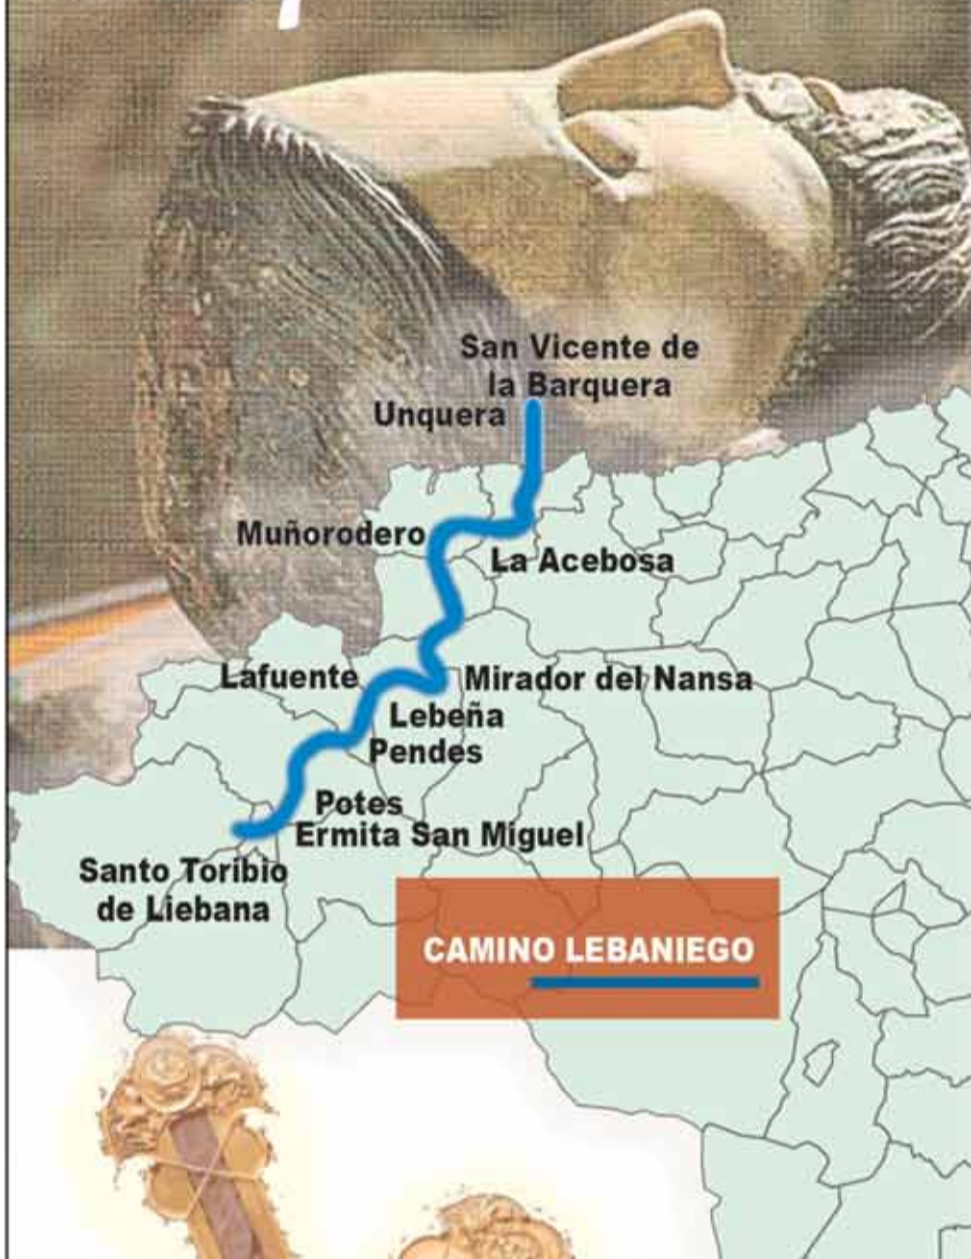 San Vicente de
la Barquera
Unquera
Muñorodero
La Acebosa
Lafuente
Mirador del Nansa
Lebeña
Pendes
Potes
Ermita San Miguel
Santo Toribio
de Liebana
CAMINO LEBANIEGO